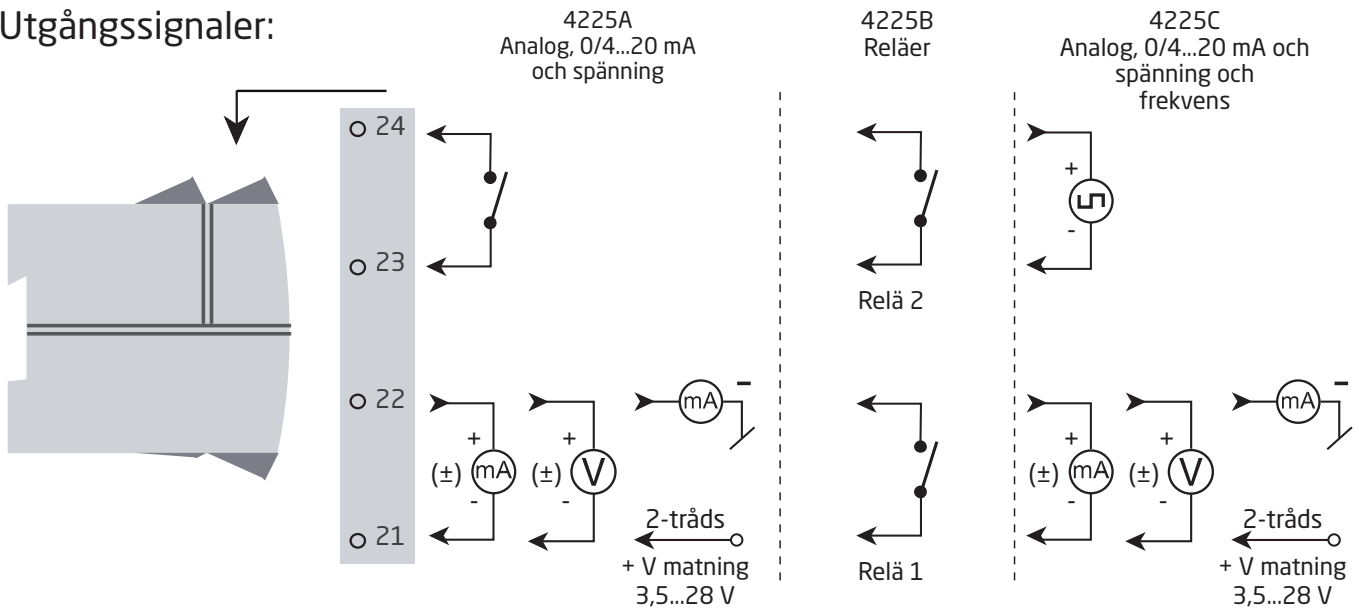 Utgångssignaler:
4225A
Analog, 0/4...20 mA
och spänning
4225B
Reläer
4225C
Analog, 0/4...20 mA och
spänning och
frekvens
24
23
22
21
+
-
Relä 2
+
-
(±)
mA
+
-
(±)
V
mA
-
2-tråds
+ V matning
3,5...28 V
Relä 1
+
-
(±)
mA
+
-
(±)
V
mA
-
2-tråds
+ V matning
3,5...28 V